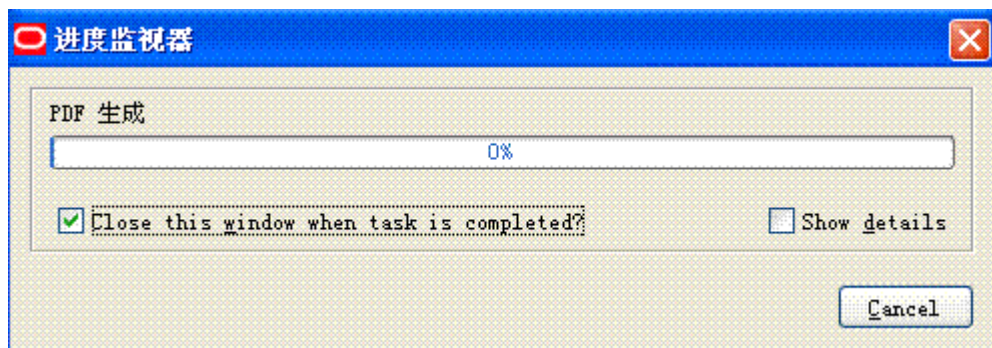 进度监视器
PDF 生成
0%
Close this window when task is completed?
Show details
Cancel